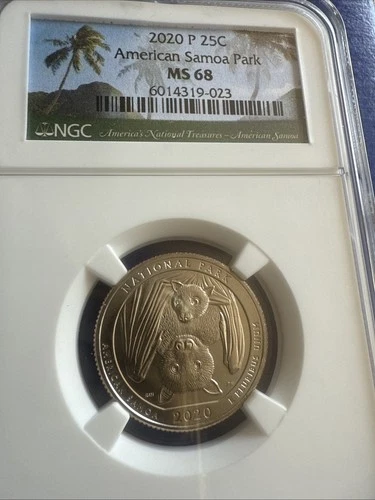 2020 P 25C
American Samoa Park
MS 68
6014319-023
NGC
America's National Treasures ~ American Samoa
NATIONAL PARK
AMERICAN SAMOA
2020
E PLURIBUS UNUM